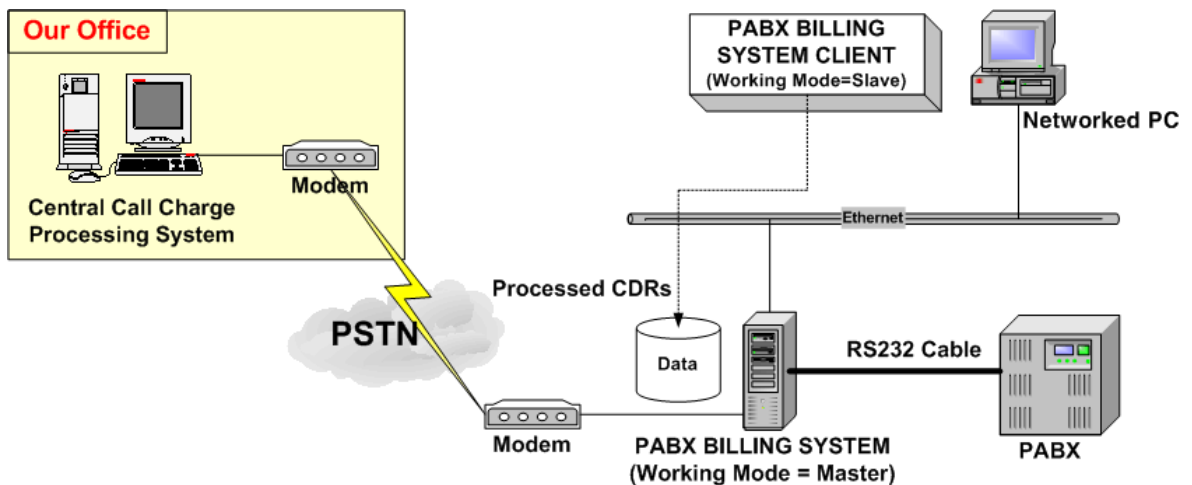 Our Office
Central Call Charge
Processing System
Modem
PSTN
Modem
PABX BILLING
SYSTEM CLIENT
(Working Mode=Slave)
Networked PC
Ethernet
Processed CDRs
Data
RS232 Cable
PABX BILLING SYSTEM
(Working Mode = Master)
PABX